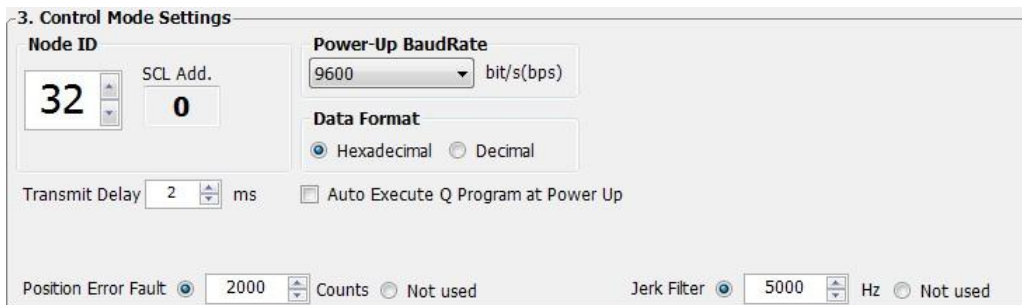 3. Control Mode Settings
Node ID
32
SCL Add.
0
Power-Up BaudRate
9600 bit/s(bps)
Data Format
Hexadecimal Decimal
Transmit Delay 2 ms
Auto Execute Q Program at Power Up
Position Error Fault 2000 Counts Not used
Jerk Filter 5000 Hz Not used